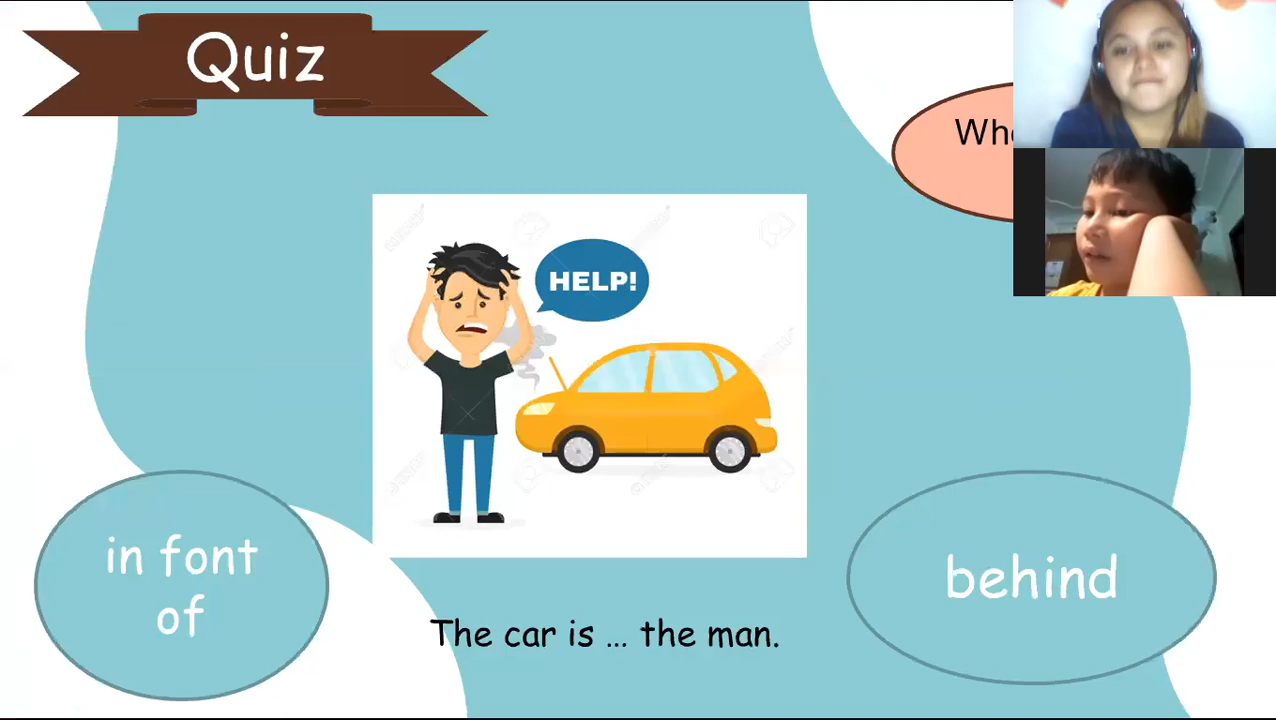 Quiz
HELP!
in font
of
behind
The car is ... the man.